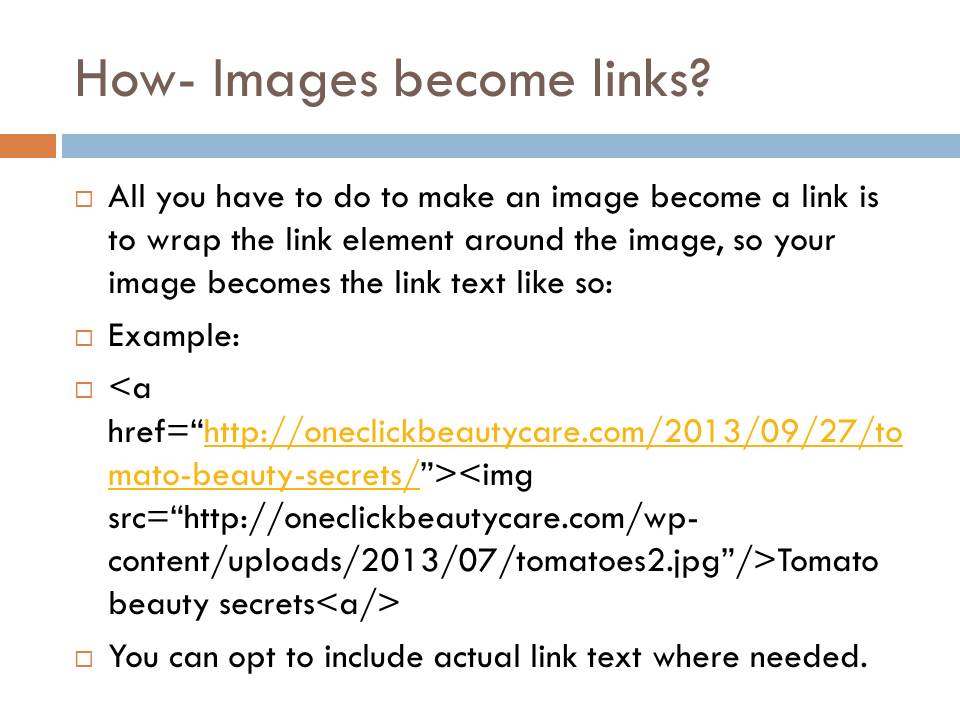 How- Images become links?
All you have to do to make an image become a link is
to wrap the link element around the image, so your
image becomes the link text like so:
Example:
<a
href=“http://oneclickbeautycare.com/2013/09/27/to
mato-beauty-secrets/”><img
src=“http://oneclickbeautycare.com/wp-
content/uploads/2013/07/tomatoes2.jpg”/>Tomato
beauty secrets<a/>
You can opt to include actual link text where needed.